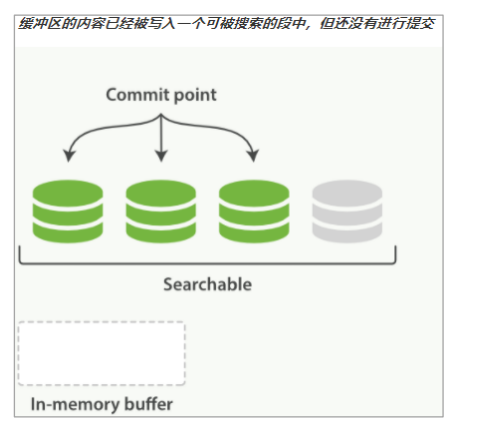 缓冲区的内容已经被写入一个可被搜索的段中，但还没有进行提交
Commit point
Searchable
In-memory buffer